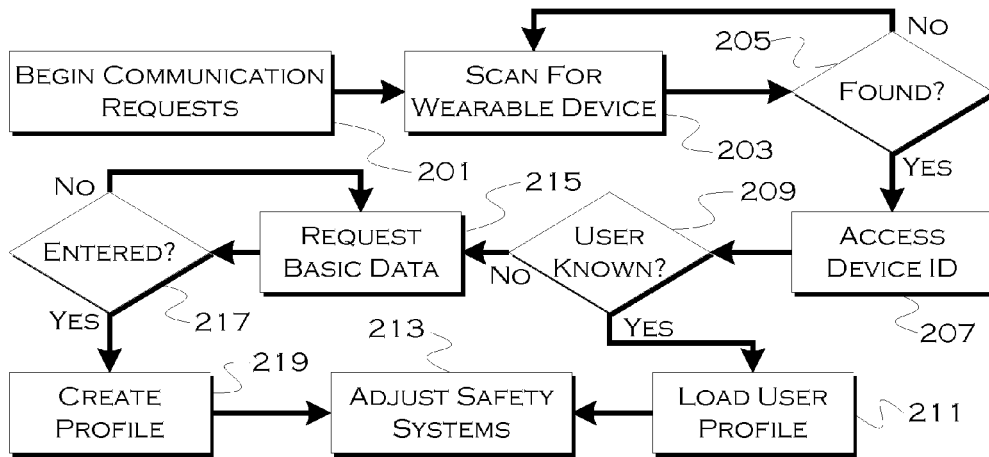 No
205
Begin Communication
Requests
Scan For
Wearable Device
Found?
201
203
Yes
No
215
209
Entered?
Request
Basic Data
No
User
Known?
Access
Device ID
Yes
217
213
Yes
207
219
Create
Profile
Adjust Safety
Systems
Load User
Profile
211